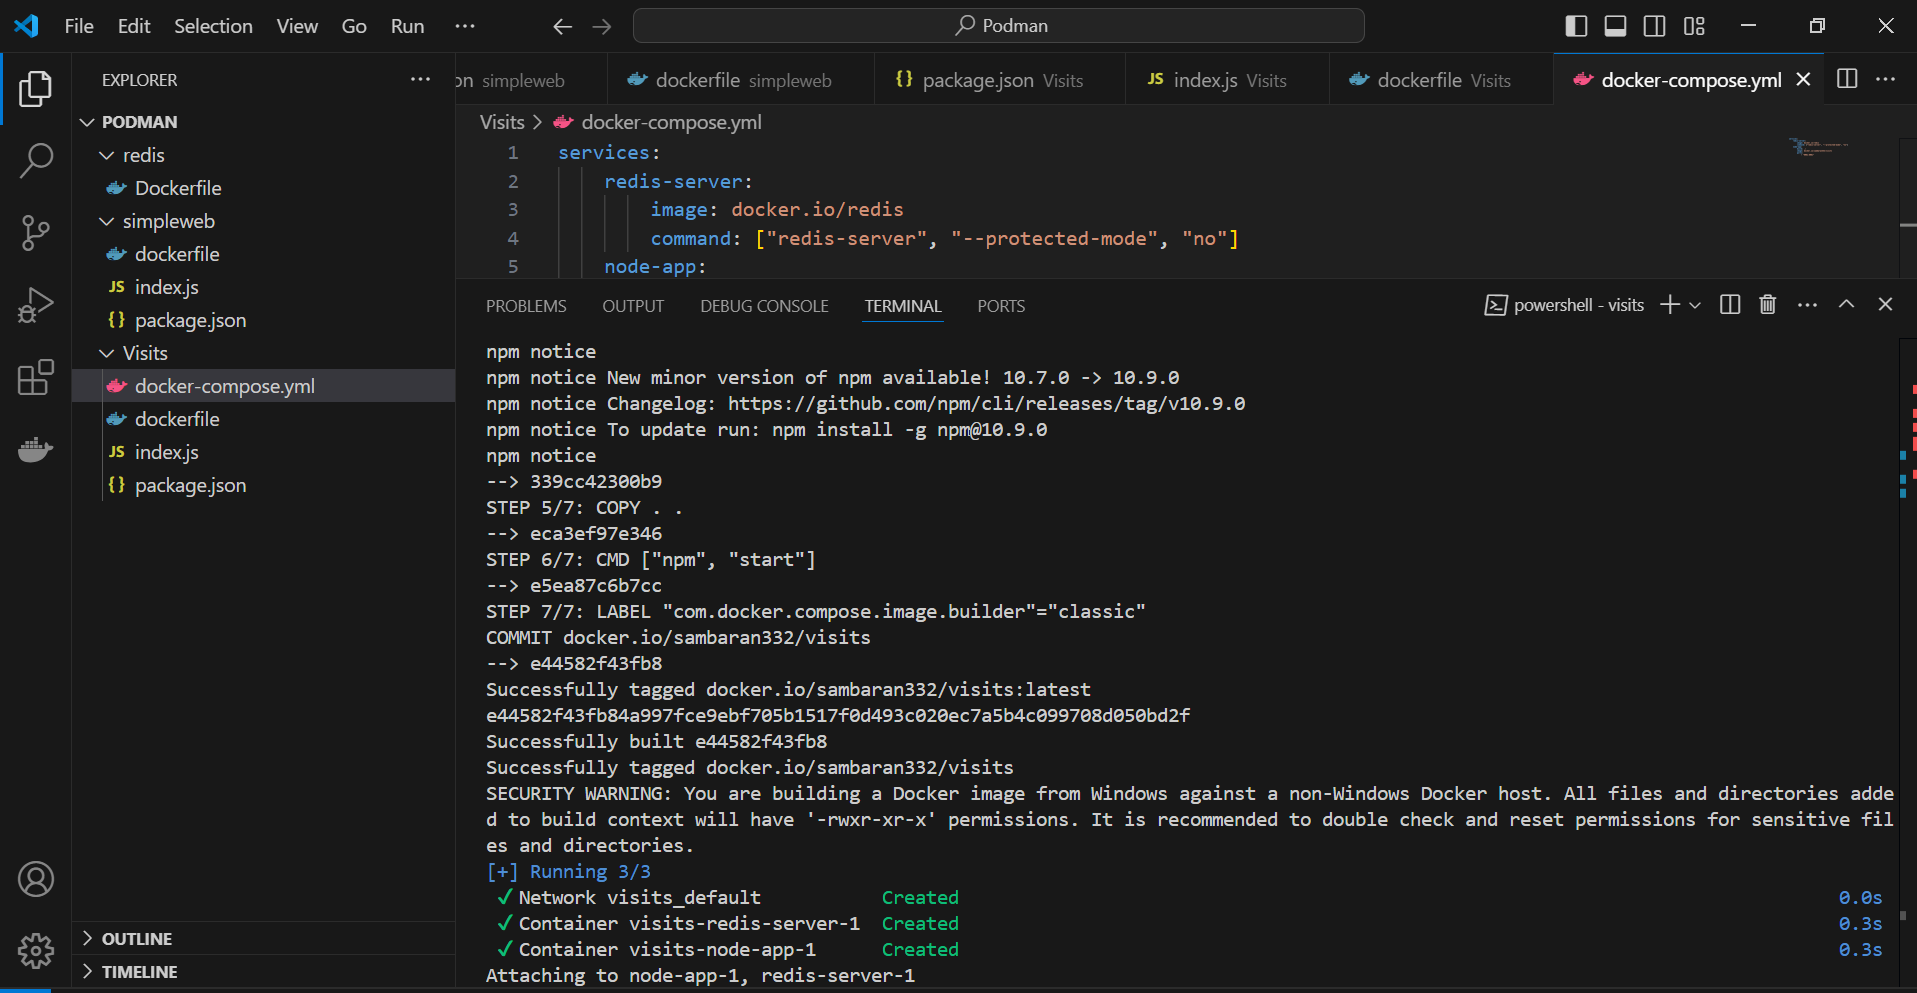 File Edit Selection View Go Run ···
Podman
EXPLORER
PODMAN
redis
Dockerfile
simpleweb
dockerfile
index.js
package.json
Visits
docker-compose.yml
dockerfile
index.js
package.json
OUTLINE
TIMELINE
on simpleweb
dockerfile simpleweb
{} package.json Visits
JS index.js Visits
dockerfile Visits
docker-compose.yml
Visits > docker-compose.yml
1 services:
2 redis-server:
3 image: docker.io/redis
4 command: ["redis-server", "--protected-mode", "no"]
5 node-app:
PROBLEMS OUTPUT DEBUG CONSOLE TERMINAL PORTS
powershell - visits
npm notice
npm notice New minor version of npm available! 10.7.0 -> 10.9.0
npm notice Changelog: https://github.com/npm/cli/releases/tag/v10.9.0
npm notice To update run: npm install -g npm@10.9.0
npm notice
--> 339cc42300b9
STEP 5/7: COPY . .
--> eca3ef97e346
STEP 6/7: CMD ["npm", "start"]
--> e5ea87c6b7cc
STEP 7/7: LABEL "com.docker.compose.image.builder"="classic"
COMMIT docker.io/sambaran332/visits
--> e44582f43fb8
Successfully tagged docker.io/sambaran332/visits:latest
e44582f43fb84a997fce9ebf705b1517f0d493c020ec7a5b4c099708d050bd2f
Successfully built e44582f43fb8
Successfully tagged docker.io/sambaran332/visits
SECURITY WARNING: You are building a Docker image from Windows against a non-Windows Docker host. All files and directories adde
d to build context will have '-rwxr-xr-x' permissions. It is recommended to double check and reset permissions for sensitive fil
es and directories.
[+] Running 3/3
✓ Network visits_default Created 0.0s
✓ Container visits-redis-server-1 Created 0.3s
✓ Container visits-node-app-1 Created 0.3s
Attaching to node-app-1, redis-server-1